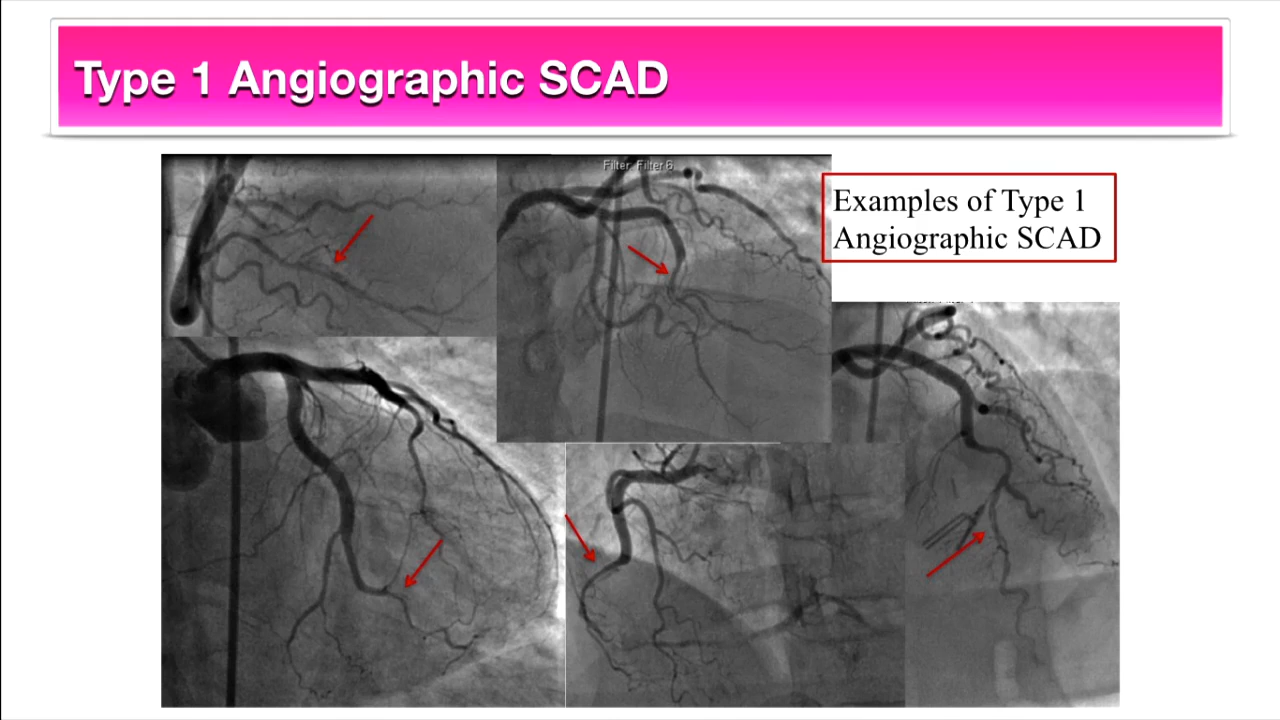 Type 1 Angiographic SCAD
Filter: Filter 6
Examples of Type 1
Angiographic SCAD